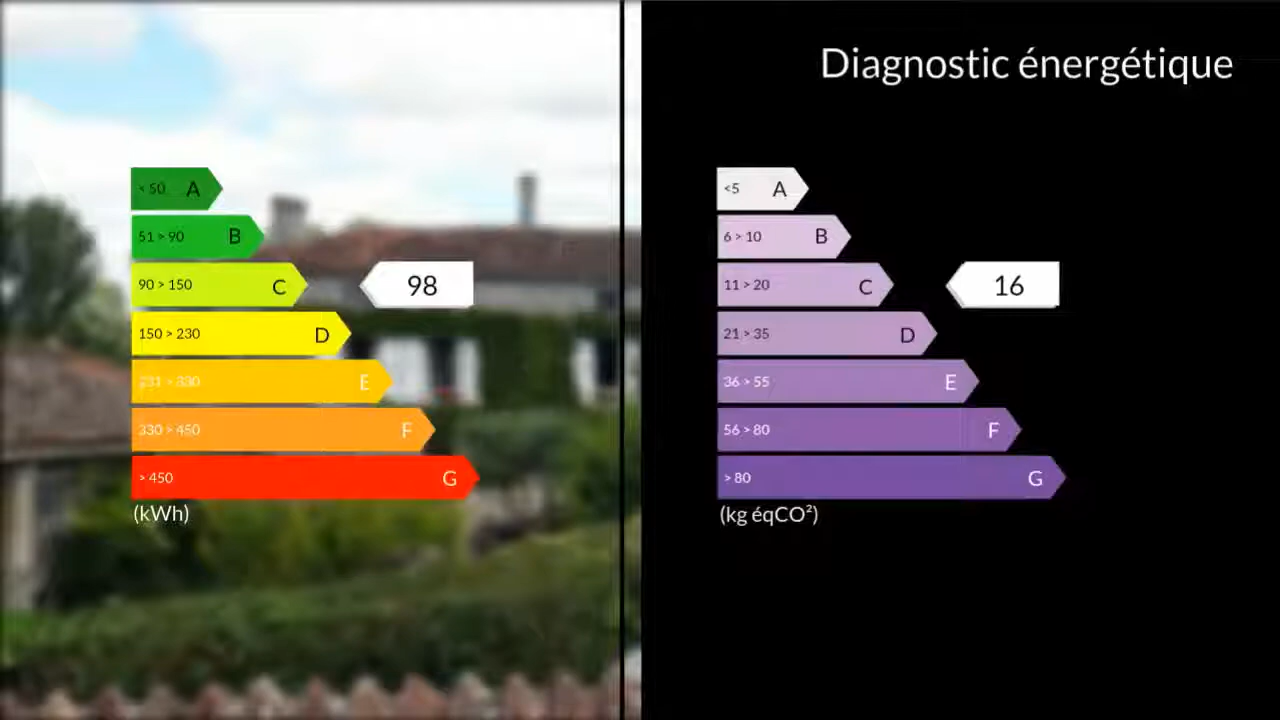 Diagnostic énergétique
< 50 A
51 > 90 B
90 > 150 C
98
150 > 230 D
231 > 330 E
330 > 450 F
> 450 G
(kWh)
<5 A
6 > 10 B
11 > 20 C
16
21 > 35 D
36 > 55 E
56 > 80 F
> 80 G
(kg éqCO²)